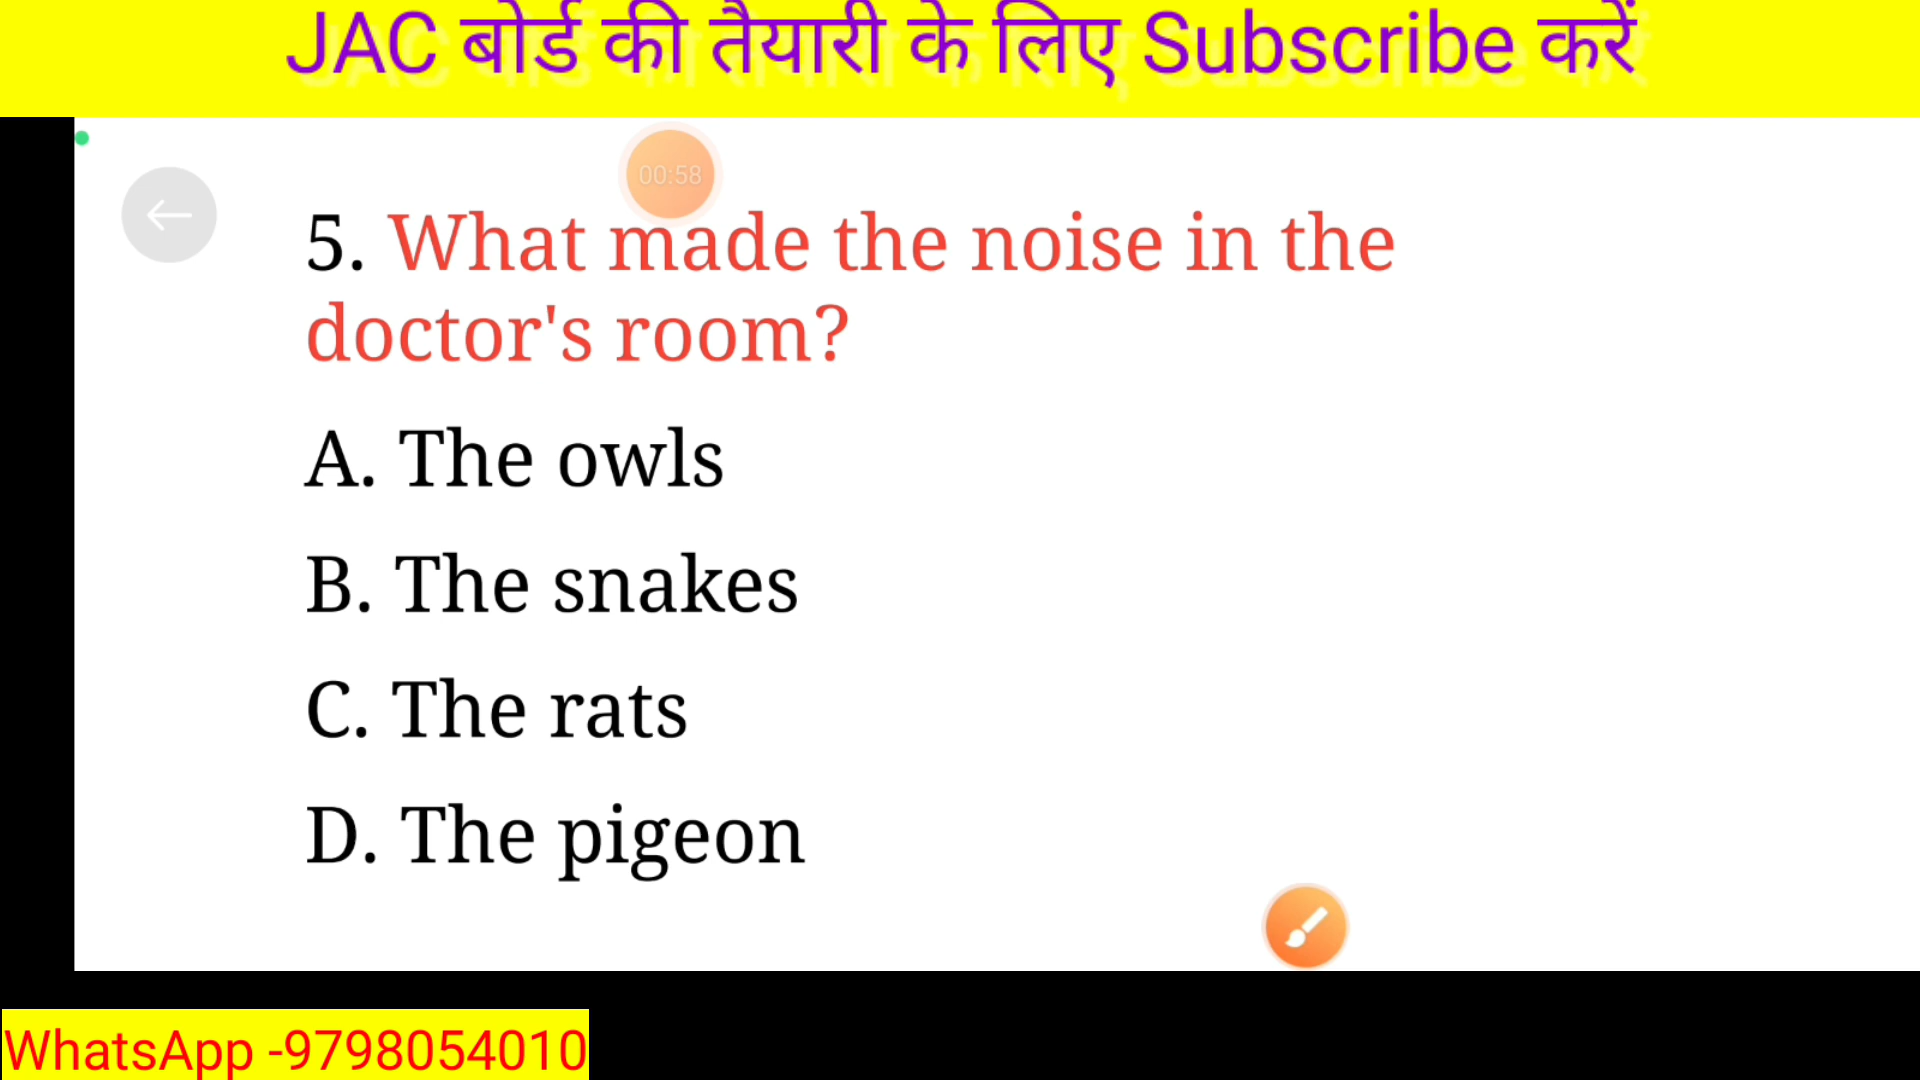 JAC बोर्ड की तैयारी के लिए Subscribe करें
00:58
5. What made the noise in the
doctor's room?
A. The owls
B. The snakes
C. The rats
D. The pigeon
WhatsApp -9798054010